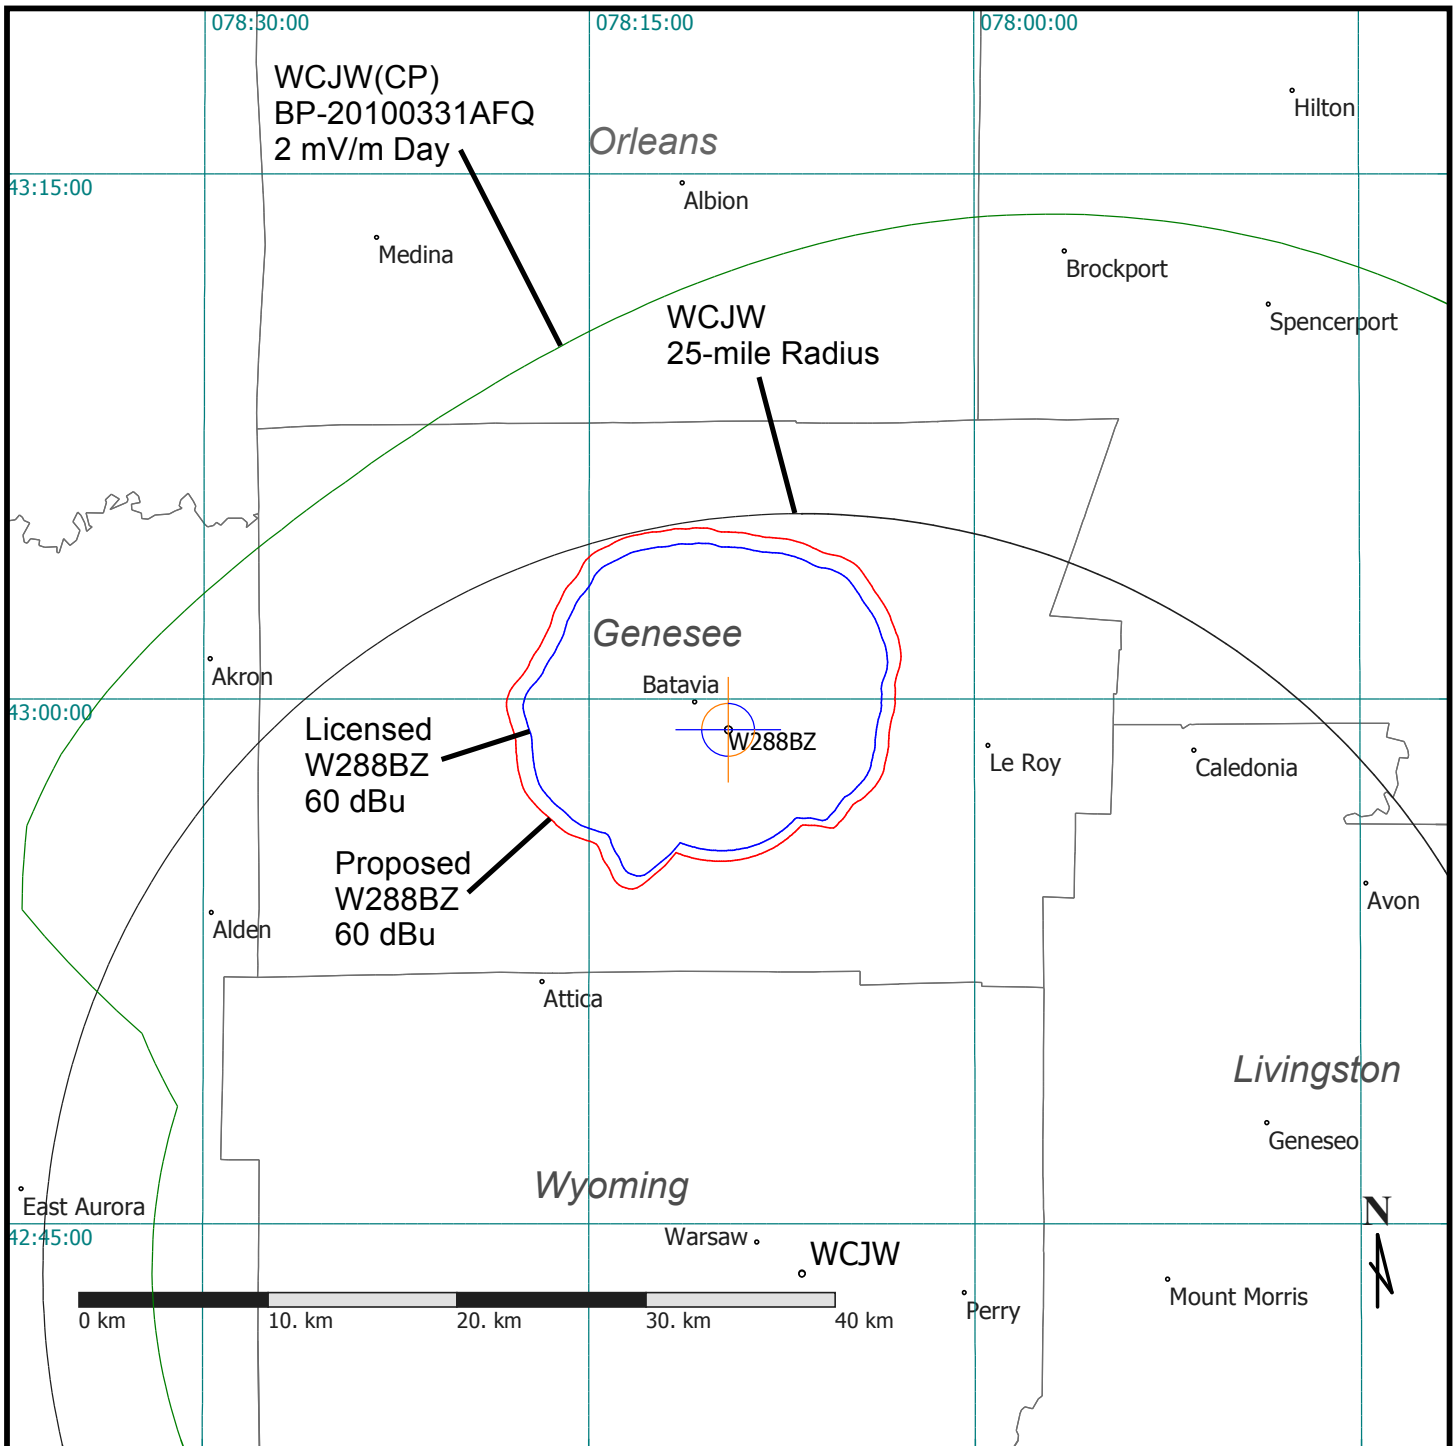 078:30:00
078:15:00
078:00:00
WCJW(CP)
BP-20100331AFQ
2 mV/m Day
Hilton
Orleans
43:15:00
Albion
Medina
Brockport
WCJW
25-mile Radius
Spencerport
Genesee
Akron
Batavia
43:00:00
Licensed
W288BZ
60 dBu
W288BZ
Le Roy
Caledonia
Proposed
W288BZ
60 dBu
Avon
Alden
Attica
Livingston
Geneseo
Wyoming
East Aurora
N
42:45:00
Warsaw
WCJW
Mount Morris
Perry
0 km
10. km
20. km
30. km
40 km